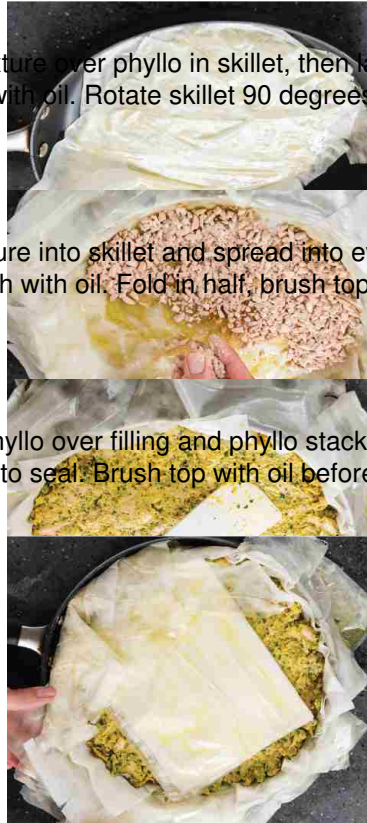 ture over phyllo in skillet, then la
with oil. Rotate skillet 90 degrees
ure into skillet and spread into ev
h with oil. Fold in half, brush top
hyllo over filling and phyllo stack
to seal. Brush top with oil before